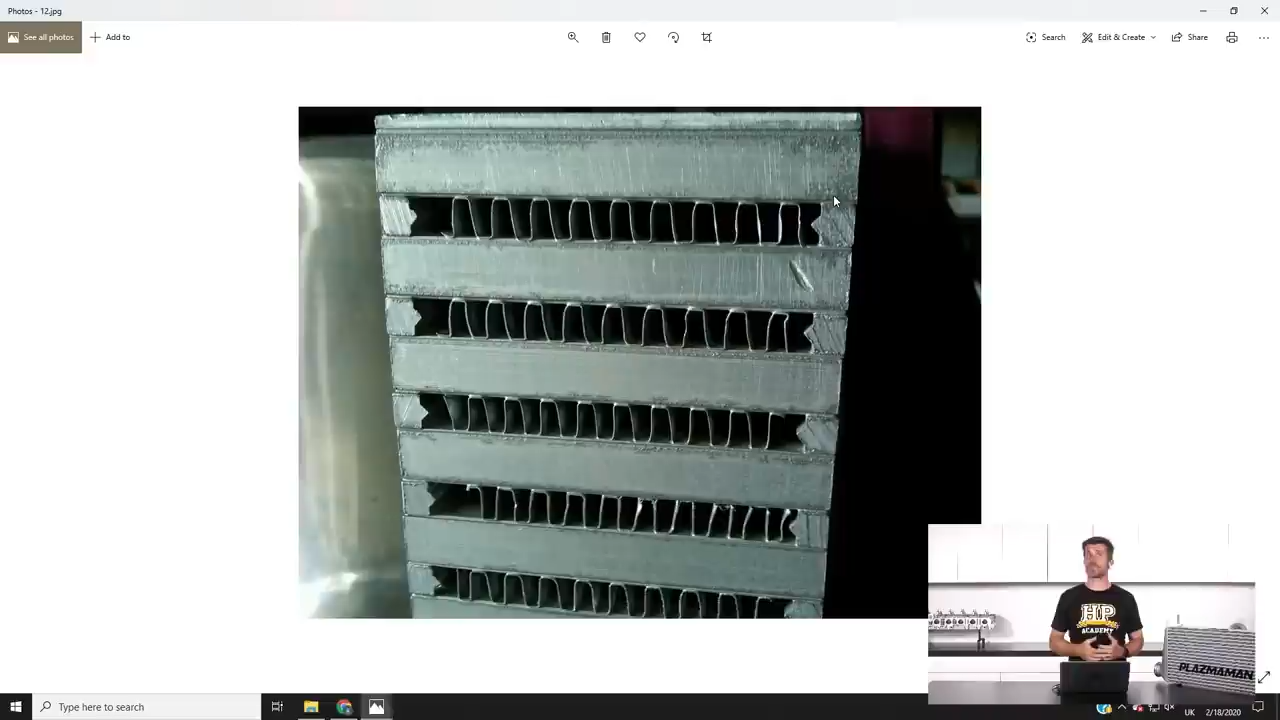 Photos - 12.jpg
See all photos
Add to
Search
Edit & Create
Share
HP
ACADEMY
PLAZMAMAN
Type here to search
UK
2/18/2020